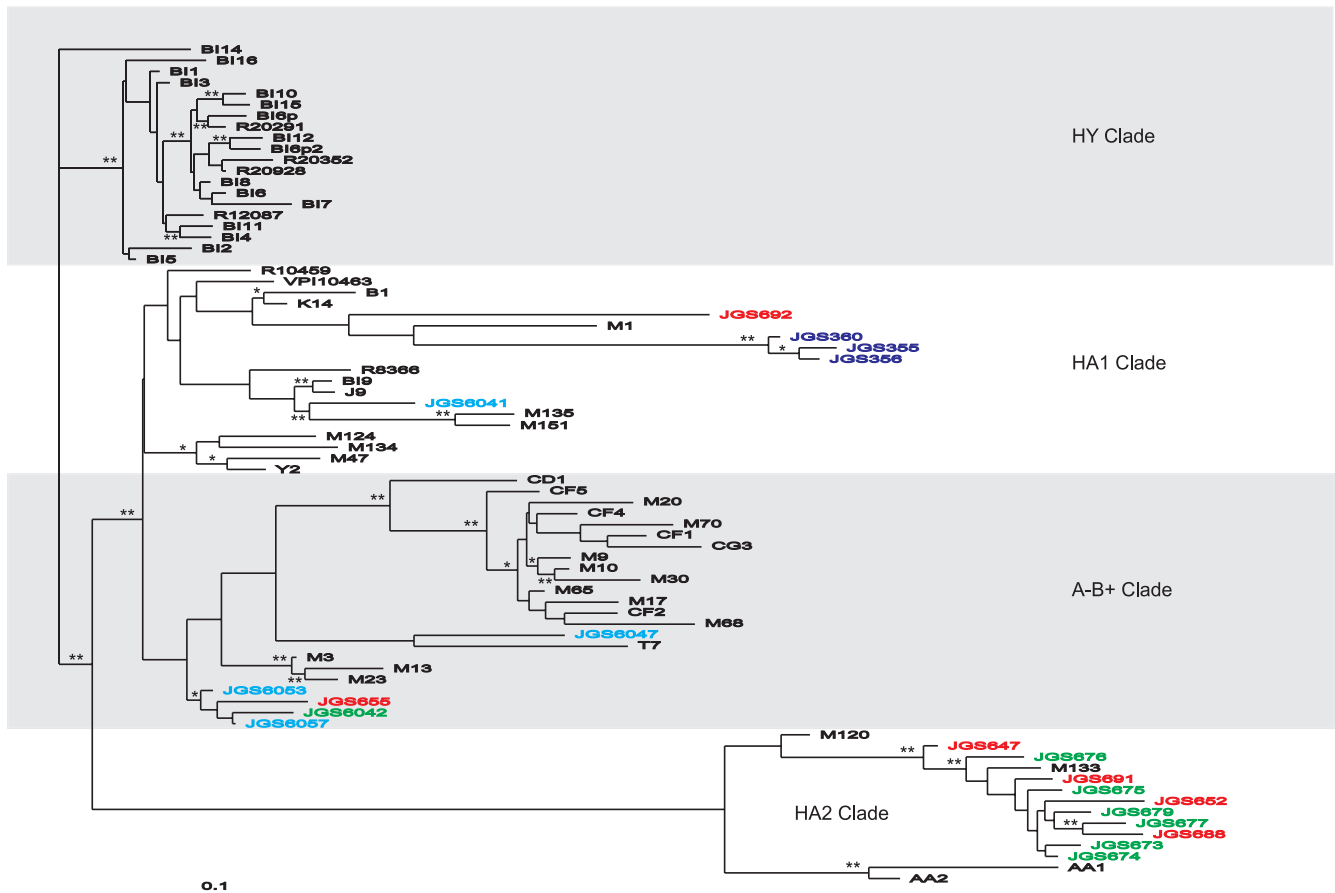 BI14
BI16
BI1
BI3
BI10
** BI15
BI6p
** R20291
** ** BI12
HY Clade
BI6p2
** R20352
R20928
BI8
BI6
BI7
R12087
BI11
** BI4
BI2
BI5
R10459
VPI10463
* B1
K14
JGS692
M1
** JGS360
* JGS355
JGS356
HA1 Clade
R8366
** BI9
J9
JGS6041
** ** M135
M151
M124
* M134
* M47
Y2
CD1
** CF5
M20
** CF4
** M70
CF1
CG3
* M9
* M10
** M30
A-B+ Clade
M65
M17
CF2
M68
JGS6047
T7
** ** M3
M13
** M23
* JGS6053
JGS655
JGS6042
JGS6057
M120
** JGS647
** JGS676
M133
JGS691
JGS675
JGS652
HA2 Clade
JGS679
** JGS677
JGS688
JGS673
JGS674
** AA1
AA2
0.1